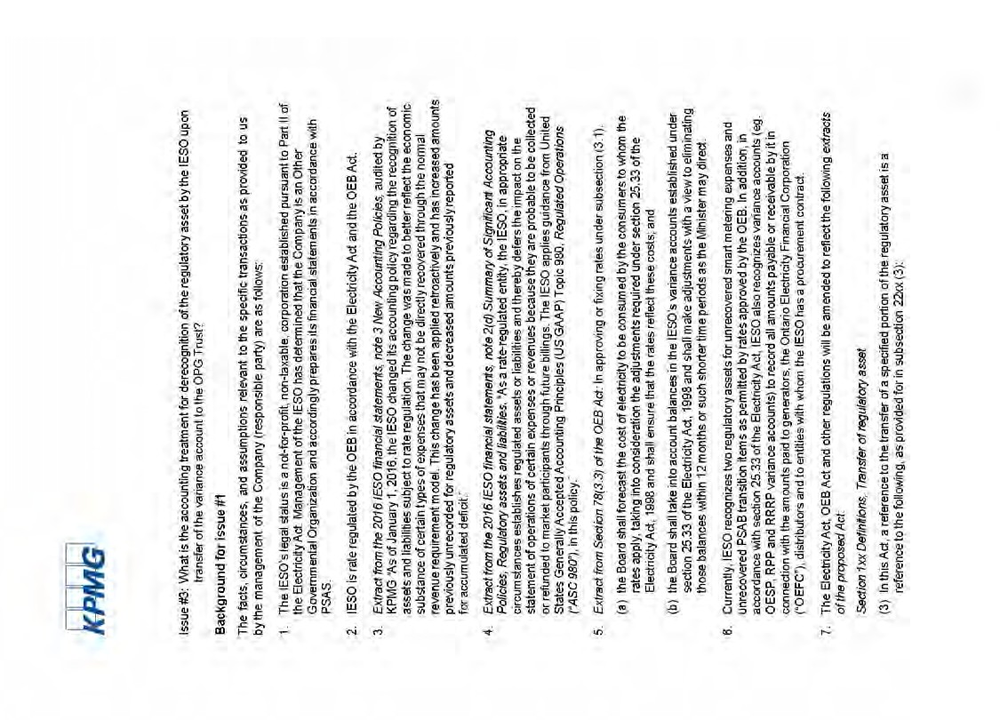 KPMG
Issue #3: What is the accounting treatment for derecognition of the regulatory asset by the IESO upon
transfer of the variance account to the OPG Trust?
Background for issue #1
The facts, circumstances, and assumptions relevant to the specific transactions as provided to us
by the management of the Company (responsible party) are as follows:
1. The IESO's legal status is a not-for-profit, non-taxable, corporation established pursuant to Part II of
the Electricity Act. Management of the IESO has determined that the Company is an Other
Governmental Organization and accordingly prepares its financial statements in accordance with
PSAS.
2. IESO is rate regulated by the OEB in accordance with the Electricity Act and the OEB Act.
3. Extract from the 2016 IESO financial statements, note 3 New Accounting Policies, audited by
KPMG "As of January 1, 2016, the IESO changed its accounting policy regarding the recognition of
assets and liabilities subject to rate regulation. The change was made to better reflect the economic
substance of certain types of expenses that may not be directly recovered through the normal
revenue requirement model. This change has been applied retroactively and has increased amounts
previously unrecorded for regulatory assets and decreased amounts previously reported
for accumulated deficit."
4. Extract from the 2016 IESO financial statements, note 2(d) Summary of Significant Accounting
Policies, Regulatory assets and liabilities, "As a rate-regulated entity, the IESO, in appropriate
circumstances establishes regulated assets or liabilities and thereby defers the impact on the
statement of operations of certain expenses or revenues because they are probable to be collected
or refunded to market participants through future billings. The IESO applies guidance from United
States Generally Accepted Accounting Principles (US GAAP) Topic 980, Regulated Operations
("ASC 980"), in this policy.
5. Extract from Section 78(3.3) of the OEB Act: In approving or fixing rates under subsection (3.1).
(a) the Board shall forecast the cost of electricity to be consumed by the consumers to whom the
rates apply, taking into consideration the adjustments required under section 25.33 of the
Electricity Act, 1998 and shall ensure that the rates reflect these costs; and
(b) the Board shall take into account balances in the IESO's variance accounts established under
section 25.33 of the Electricity Act, 1998 and shall make adjustments with a view to eliminating
those balances within 12 months or such shorter time periods as the Minister may direct.
6. Currently, IESO recognizes two regulatory assets for unrecovered smart metering expenses and
unrecovered PSAB transition items as permitted by rates approved by the OEB. In addition, in
accordance with section 25.33 of the Electricity Act, IESO also recognizes variance accounts (eg.
OESP, RPP and RRRP variance accounts) to record all amounts payable or receivable by it in
connection with the amounts paid to generators, the Ontario Electricity Financial Corporation
("OEFC"), distributors and to entities with whom the IESO has a procurement contract.
7. The Electricity Act, OEB Act and other regulations will be amended to reflect the following extracts
of the proposed Act:
Section 1xx Definitions, Transfer of regulatory asset
(3) In this Act, a reference to the transfer of a specified portion of the regulatory asset is a
reference to the following, as provided for in subsection 22xx (3):